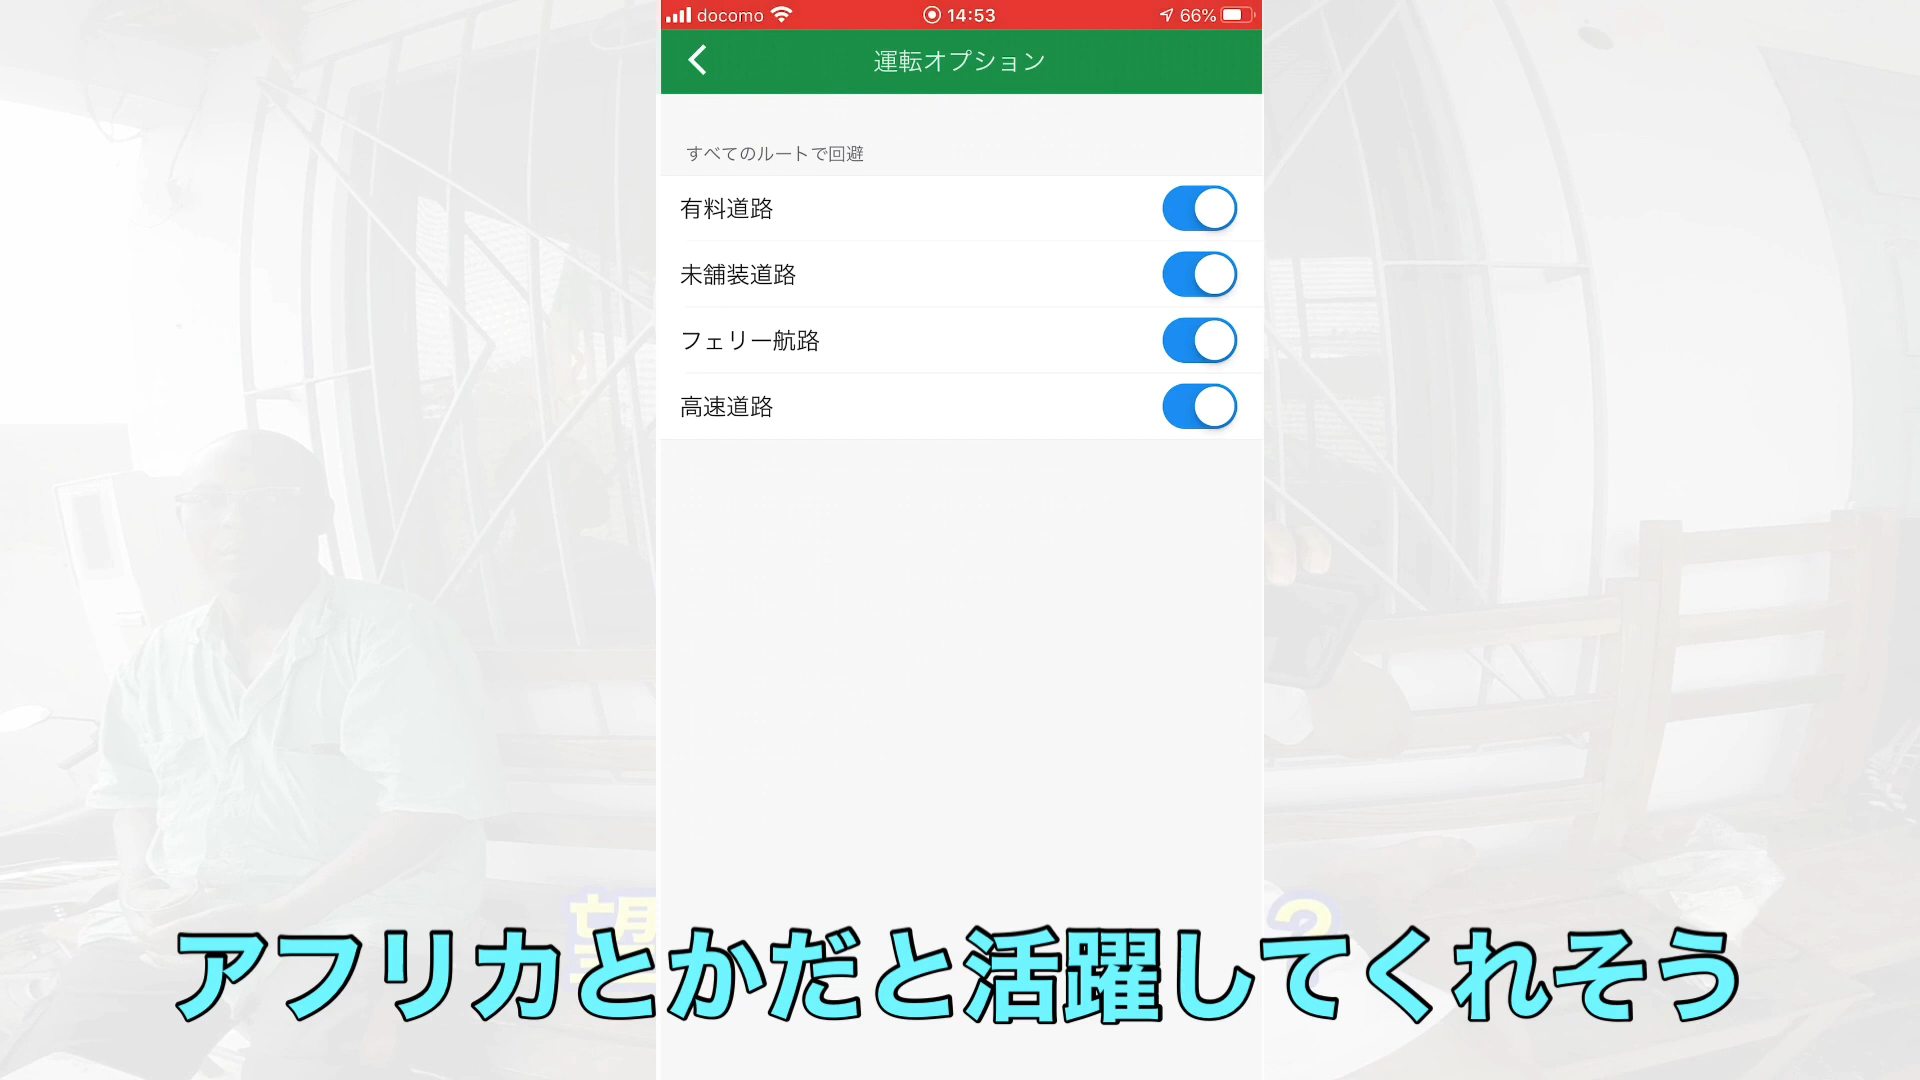 docomo 14:53 66%
運転オプション
すべてのルートで回避
有料道路
未舗装道路
フェリー航路
高速道路
望 ?
アフリカとかだと活躍してくれそう